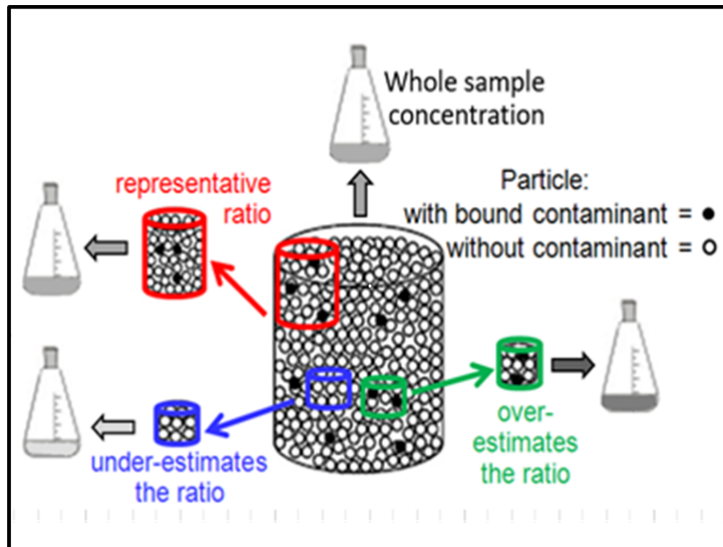 Whole sample
concentration
representative
ratio
Particle:
with bound contaminant = ●
without contaminant = O
over-
estimates
the ratio
under-estimates
the ratio